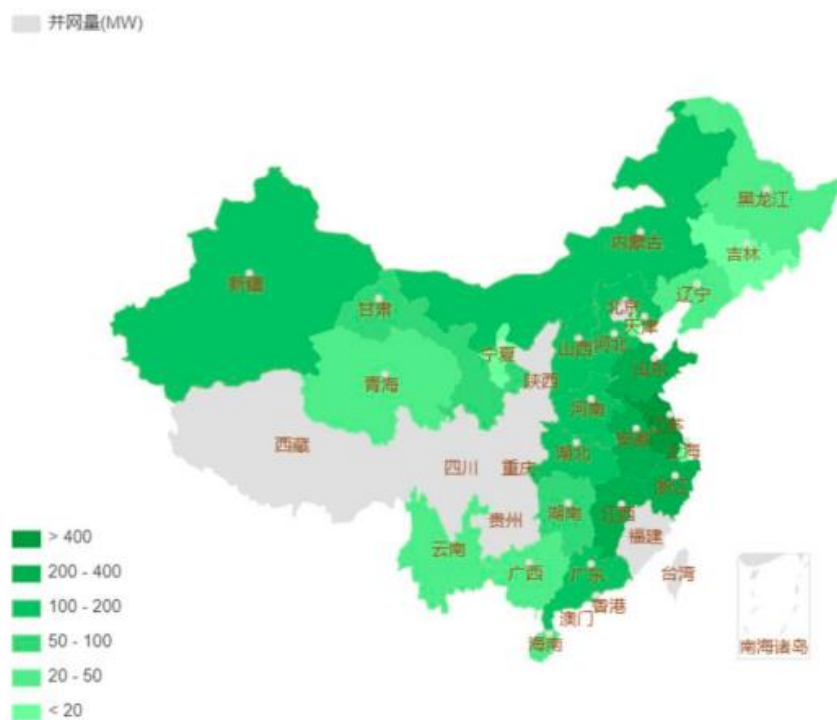 并网量(MW)
黑龙江
内蒙古
吉林
新疆
辽宁
北京
甘肃
天津
河北
山西
宁夏
山东
青海
陕西
河南
江苏
安徽
上海
西藏
四川
重庆
湖北
浙江
湖南
江西
贵州
福建
云南
广西
广东
台湾
香港
澳门
海南
南海诸岛
> 400
200 - 400
100 - 200
50 - 100
20 - 50
< 20